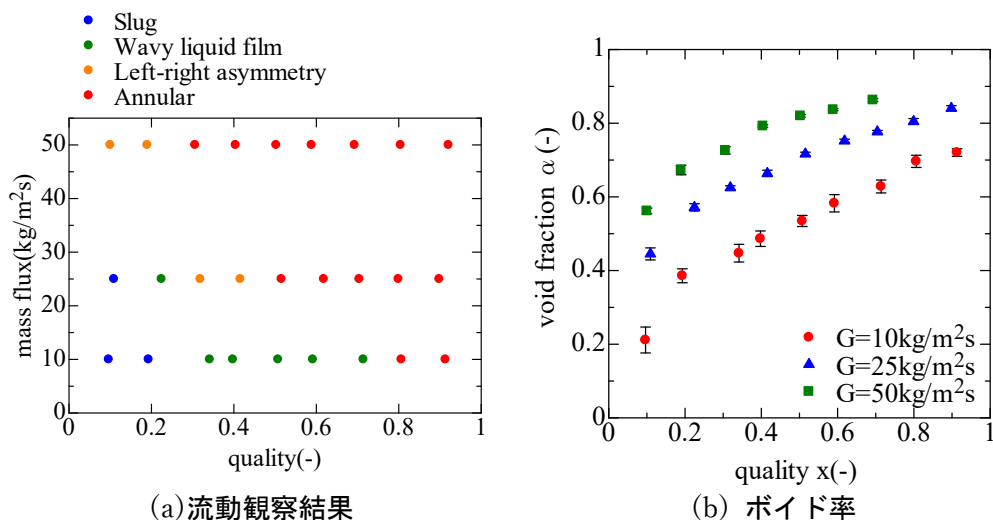 Slug
Wavy liquid film
Left-right asymmetry
Annular
50
40
30
20
10
0
mass flux(kg/m²s)
0 0.2 0.4 0.6 0.8 1
quality(-)
(a)流動観察結果
1
0.8
0.6
0.4
0.2
0
void fraction α (-)
G=10kg/m²s
G=25kg/m²s
G=50kg/m²s
0 0.2 0.4 0.6 0.8 1
quality x(-)
(b) ボイド率